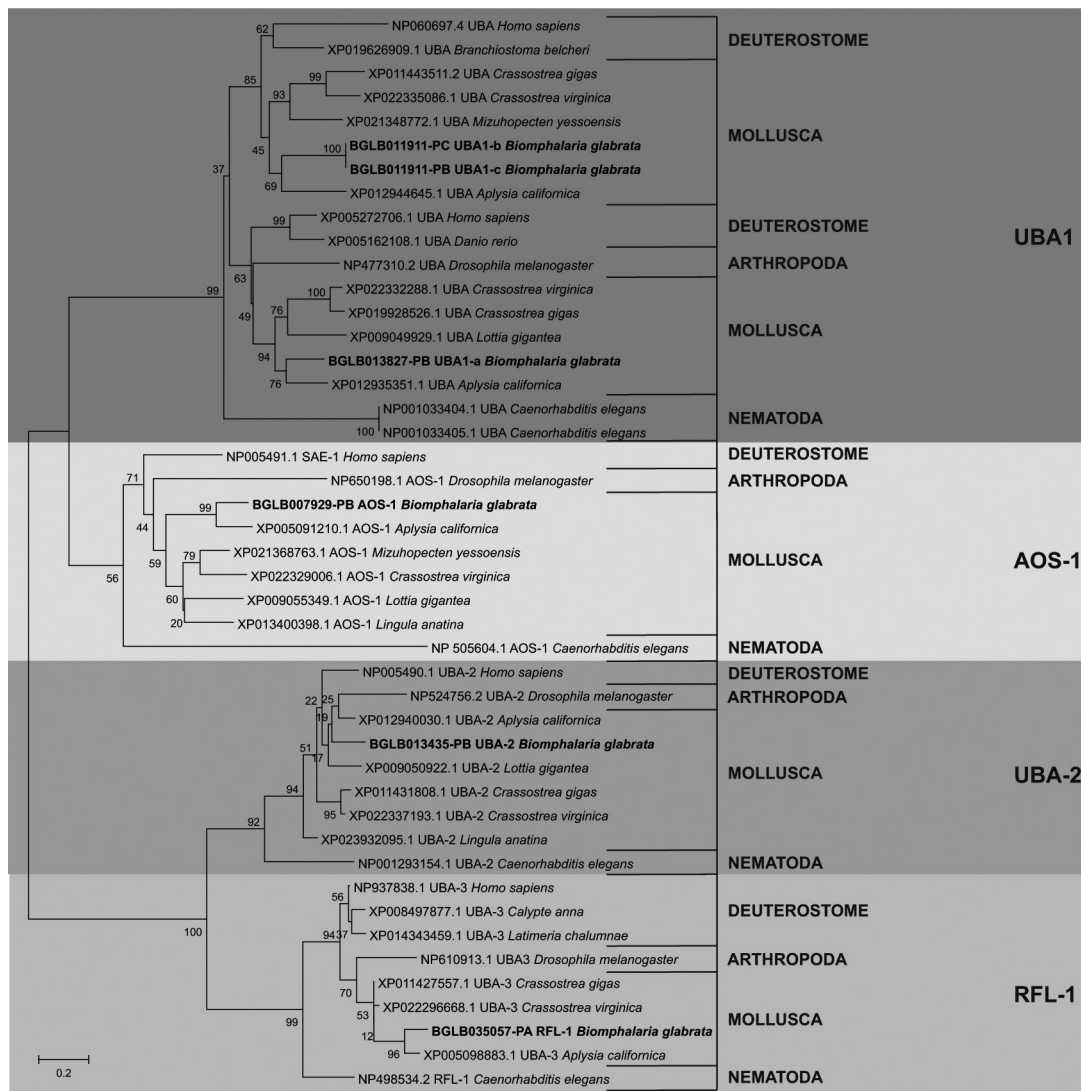 NP060697.4 UBA Homo sapiens
XP019626909.1 UBA Branchiostoma belcheri
DEUTEROSTOME
XP011443511.2 UBA Crassostrea gigas
XP022335086.1 UBA Crassostrea virginica
XP021348772.1 UBA Mizuhopecten yessoensis
BGLB011911-PC UBA1-b Biomphalaria glabrata
BGLB011911-PB UBA1-c Biomphalaria glabrata
XP012944645.1 UBA Aplysia californica
MOLLUSCA
XP005272706.1 UBA Homo sapiens
XP005162108.1 UBA Danio rerio
DEUTEROSTOME
NP477310.2 UBA Drosophila melanogaster
ARTHROPODA
XP022332288.1 UBA Crassostrea virginica
XP019928526.1 UBA Crassostrea gigas
XP009049929.1 UBA Lottia gigantea
BGLB013827-PB UBA1-a Biomphalaria glabrata
XP012935351.1 UBA Aplysia californica
MOLLUSCA
NP001033404.1 UBA Caenorhabditis elegans
NP001033405.1 UBA Caenorhabditis elegans
NEMATODA
UBA1
62
85
99
93
45
100
69
37
99
63
49
100
76
94
76
99
100
NP005491.1 SAE-1 Homo sapiens
DEUTEROSTOME
NP650198.1 AOS-1 Drosophila melanogaster
ARTHROPODA
BGLB007929-PB AOS-1 Biomphalaria glabrata
XP005091210.1 AOS-1 Aplysia californica
XP021368763.1 AOS-1 Mizuhopecten yessoensis
XP022329006.1 AOS-1 Crassostrea virginica
XP009055349.1 AOS-1 Lottia gigantea
XP013400398.1 AOS-1 Lingula anatina
MOLLUSCA
NP 505604.1 AOS-1 Caenorhabditis elegans
NEMATODA
AOS-1
71
44
99
59
79
60
20
56
NP005490.1 UBA-2 Homo sapiens
DEUTEROSTOME
NP524756.2 UBA-2 Drosophila melanogaster
ARTHROPODA
XP012940030.1 UBA-2 Aplysia californica
BGLB013435-PB UBA-2 Biomphalaria glabrata
XP009050922.1 UBA-2 Lottia gigantea
XP011431808.1 UBA-2 Crassostrea gigas
XP022337193.1 UBA-2 Crassostrea virginica
XP023932095.1 UBA-2 Lingula anatina
MOLLUSCA
NP001293154.1 UBA-2 Caenorhabditis elegans
NEMATODA
UBA-2
22
25
19
51
17
94
95
92
NP937838.1 UBA-3 Homo sapiens
XP008497877.1 UBA-3 Calypte anna
XP014343459.1 UBA-3 Latimeria chalumnae
DEUTEROSTOME
NP610913.1 UBA3 Drosophila melanogaster
ARTHROPODA
XP011427557.1 UBA-3 Crassostrea gigas
XP022296668.1 UBA-3 Crassostrea virginica
BGLB035057-PA RFL-1 Biomphalaria glabrata
XP005098883.1 UBA-3 Aplysia californica
MOLLUSCA
NP498534.2 RFL-1 Caenorhabditis elegans
NEMATODA
RFL-1
56
94
37
100
70
53
12
96
99
0.2